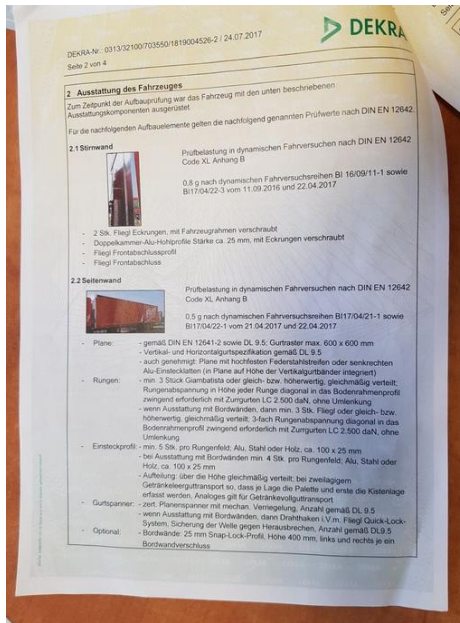 DEKRA-Nr.: 0313/32100/703550/1819004526-2 / 24.07.2017
DEKRA
Seite 2 von 4
2 Ausstattung des Fahrzeuges
Zum Zeitpunkt der Aufbauprüfung war das Fahrzeug mit den unten beschriebenen
Ausstattungskomponenten ausgerüstet.
Für die nachfolgenden Aufbauelemente gelten die nachfolgend genannten Prüfwerte nach DIN EN 12642.
2.1 Stirnwand
Prüfbelastung in dynamischen Fahrversuchen nach DIN EN 12642
Code XL Anhang B
0,8 g nach dynamischen Fahrversuchsreihen BI 16/09/11-1 sowie
BI17/04/22-3 vom 11.09.2016 und 22.04.2017
- 2 Stk. Fliegl Eckrungen, mit Fahrzeugrahmen verschraubt
- Doppelkammer-Alu-Hohlprofile Stärke ca. 25 mm, mit Eckrungen verschraubt
- Fliegl Frontabschlussprofil
- Fliegl Frontabschluss
2.2 Seitenwand
Prüfbelastung in dynamischen Fahrversuchen nach DIN EN 12642
Code XL Anhang B
0,5 g nach dynamischen Fahrversuchsreihen BI17/04/21-1 sowie
BI17/04/22-1 vom 21.04.2017 und 22.04.2017
- Plane: - gemäß DIN EN 12641-2 sowie DL 9.5; Gurtraster max. 600 x 600 mm
- Vertikal- und Horizontalgurtspezifikation gemäß DL 9.5
- auch genehmigt: Plane mit hochfesten Federstahlstreifen oder senkrechten
Alu-Einstecklatten (in Plane auf Höhe der Vertikalgurtbänder integriert)
- Rungen: - min. 3 Stück Gambatista oder gleich- bzw. höherwertig, gleichmäßig verteilt;
Rungenabspannung in Höhe jeder Runge diagonal in das Bodenrahmenprofil
zwingend erforderlich mit Zurrgurten LC 2.500 daN, ohne Umlenkung
- wenn Ausstattung mit Bordwänden, dann min. 3 Stk. Fliegl oder gleich- bzw.
höherwertig, gleichmäßig verteilt; 3-fach Rungenabspannung diagonal in das
Bodenrahmenprofil zwingend erforderlich mit Zurrgurten LC 2.500 daN, ohne
Umlenkung
- Einsteckprofil: - min. 5 Stk. pro Rungenfeld; Alu, Stahl oder Holz, ca. 100 x 25 mm
- bei Ausstattung mit Bordwänden min. 4 Stk. pro Rungenfeld; Alu, Stahl oder
Holz, ca. 100 x 25 mm
- Aufteilung: über die Höhe gleichmäßig verteilt; bei zweilagigem
Getränkeleerguttransport so, dass je Lage die Palette und erste die Kistenlage
erfasst werden, Analoges gilt für Getränkevollguttransport
- Gurtspanner: - zert. Planenspanner mit mechan. Verriegelung, Anzahl gemäß DL 9.5
- wenn Ausstattung mit Bordwänden, dann Drahthaken i.V.m. Fliegl Quick-Lock-
System, Sicherung der Welle gegen Herausbrechen, Anzahl gemäß DL9.5
- Optional: - Bordwände: 25 mm Snap-Lock-Profil, Höhe 400 mm, links und rechts je ein
Bordwandverschluss